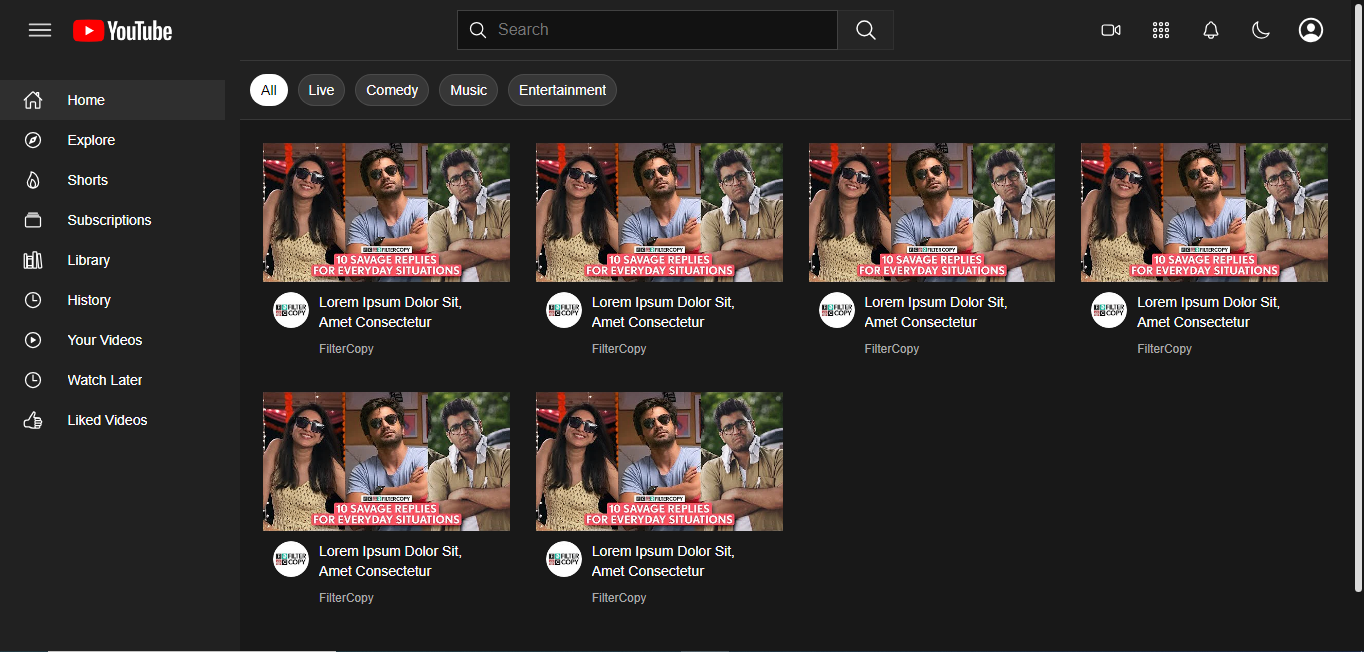 YouTube
Search
All Live Comedy Music Entertainment
Home
Explore
Shorts
Subscriptions
Library
History
Your Videos
Watch Later
Liked Videos
FILTERCOPY FILTERCOPY FILTERCOPY FILTERCOPY
10 SAVAGE REPLIES 10 SAVAGE REPLIES 10 SAVAGE REPLIES 10 SAVAGE REPLIES
FOR EVERYDAY SITUATIONS FOR EVERYDAY SITUATIONS FOR EVERYDAY SITUATIONS FOR EVERYDAY SITUATIONS
FILTER FILTER FILTER FILTER
COPY COPY COPY COPY
Lorem Ipsum Dolor Sit, Lorem Ipsum Dolor Sit, Lorem Ipsum Dolor Sit, Lorem Ipsum Dolor Sit,
Amet Consectetur Amet Consectetur Amet Consectetur Amet Consectetur
FilterCopy FilterCopy FilterCopy FilterCopy
FILTERCOPY FILTERCOPY
10 SAVAGE REPLIES 10 SAVAGE REPLIES
FOR EVERYDAY SITUATIONS FOR EVERYDAY SITUATIONS
FILTER FILTER
COPY COPY
Lorem Ipsum Dolor Sit, Lorem Ipsum Dolor Sit,
Amet Consectetur Amet Consectetur
FilterCopy FilterCopy